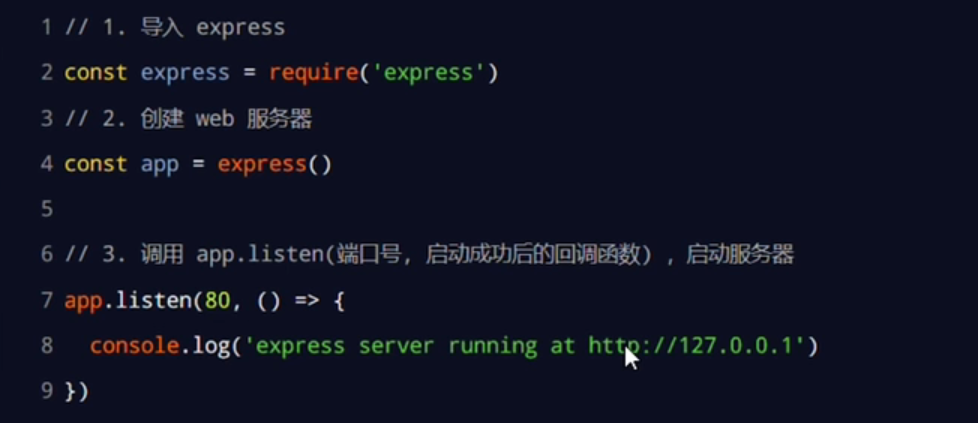 1 // 1. 导入 express
2 const express = require('express')
3 // 2. 创建 web 服务器
4 const app = express()
5
6 // 3. 调用 app.listen(端口号, 启动成功后的回调函数) , 启动服务器
7 app.listen(80, () => {
8   console.log('express server running at http://127.0.0.1')
9 })